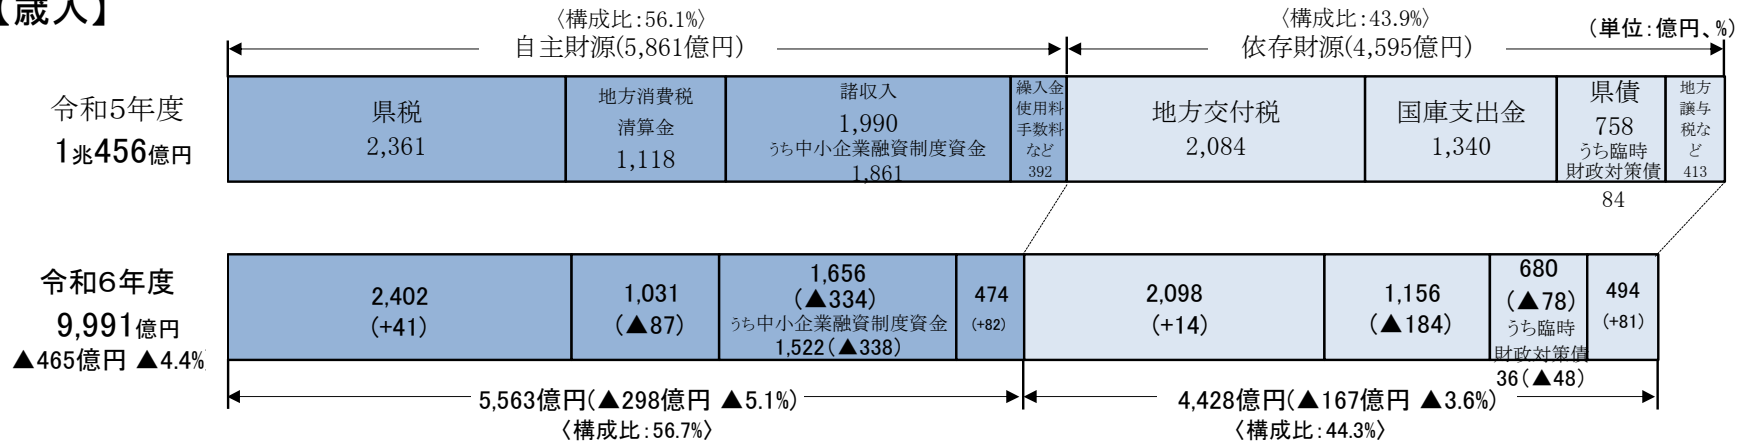 【歳入】
〈構成比:56.1%〉
〈構成比:43.9%〉
(単位:億円、%)
自主財源(5,861億円)
依存財源(4,595億円)
令和5年度
1兆456億円
県税
2,361
地方消費税
清算金
1,118
諸収入
1,990
うち中小企業融資制度資金
1,861
繰入金
使用料
手数料
など
392
地方交付税
2,084
国庫支出金
1,340
県債
758
うち臨時
財政対策債
84
地方
譲与
税な
ど
413
令和6年度
9,991億円
▲465億円 ▲4.4%
2,402
(+41)
1,031
(▲87)
1,656
(▲334)
うち中小企業融資制度資金
1,522(▲338)
474
(+82)
2,098
(+14)
1,156
(▲184)
680
(▲78)
うち臨時
財政対策債
36(▲48)
494
(+81)
5,563億円(▲298億円 ▲5.1%)
〈構成比:56.7%〉
4,428億円(▲167億円 ▲3.6%)
〈構成比:44.3%〉